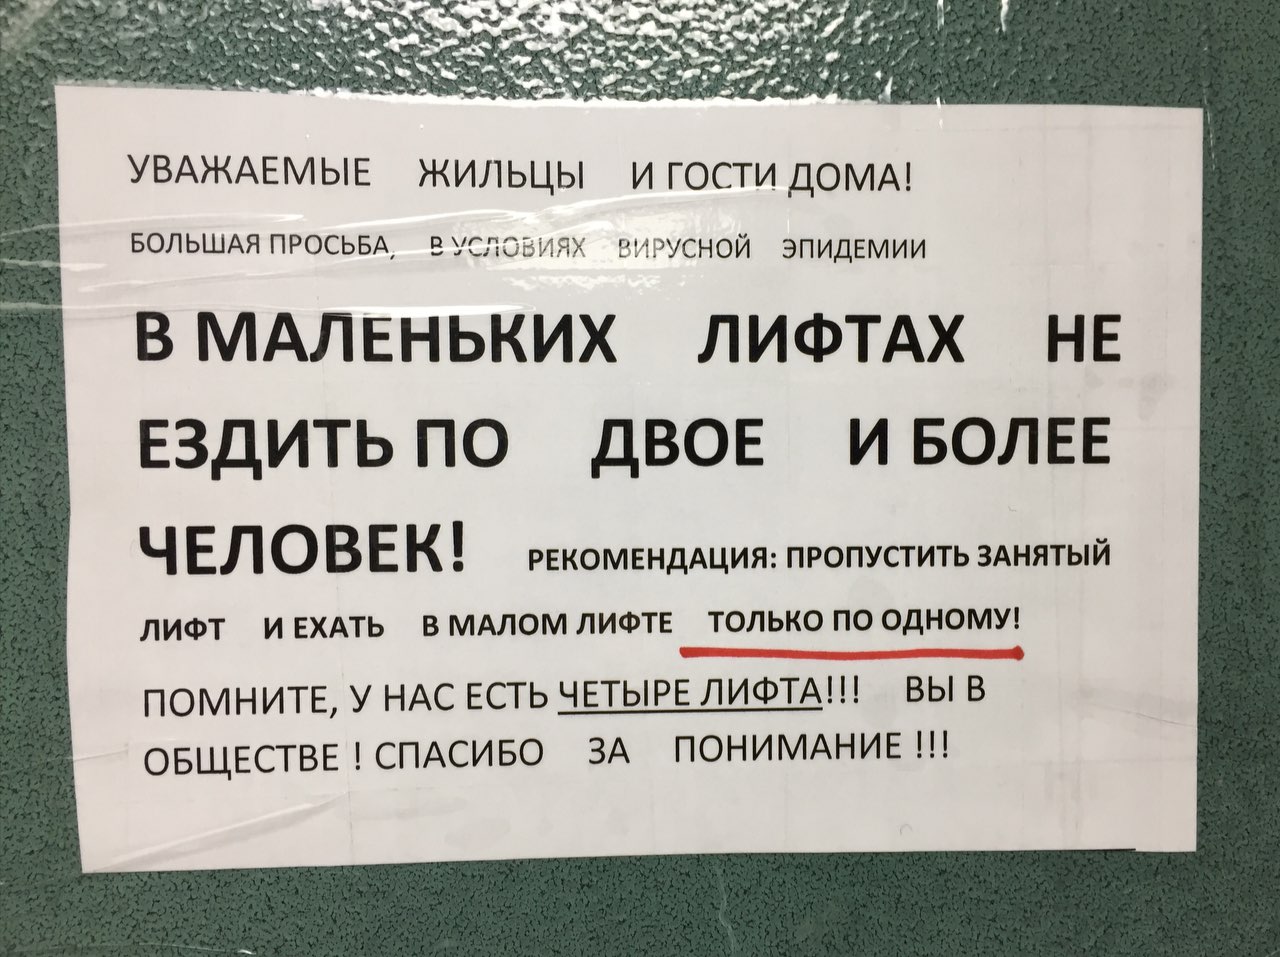 УВАЖАЕМЫЕ ЖИЛЬЦЫ И ГОСТИ ДОМА!
БОЛЬШАЯ ПРОСЬБА, В УСЛОВИЯХ ВИРУСНОЙ ЭПИДЕМИИ
В МАЛЕНЬКИХ ЛИФТАХ НЕ
ЕЗДИТЬ ПО ДВОЕ И БОЛЕЕ
ЧЕЛОВЕК! РЕКОМЕНДАЦИЯ: ПРОПУСТИТЬ ЗАНЯТЫЙ
ЛИФТ И ЕХАТЬ В МАЛОМ ЛИФТЕ ТОЛЬКО ПО ОДНОМУ!
ПОМНИТЕ, У НАС ЕСТЬ ЧЕТЫРЕ ЛИФТА!!! ВЫ В
ОБЩЕСТВЕ ! СПАСИБО ЗА ПОНИМАНИЕ !!!